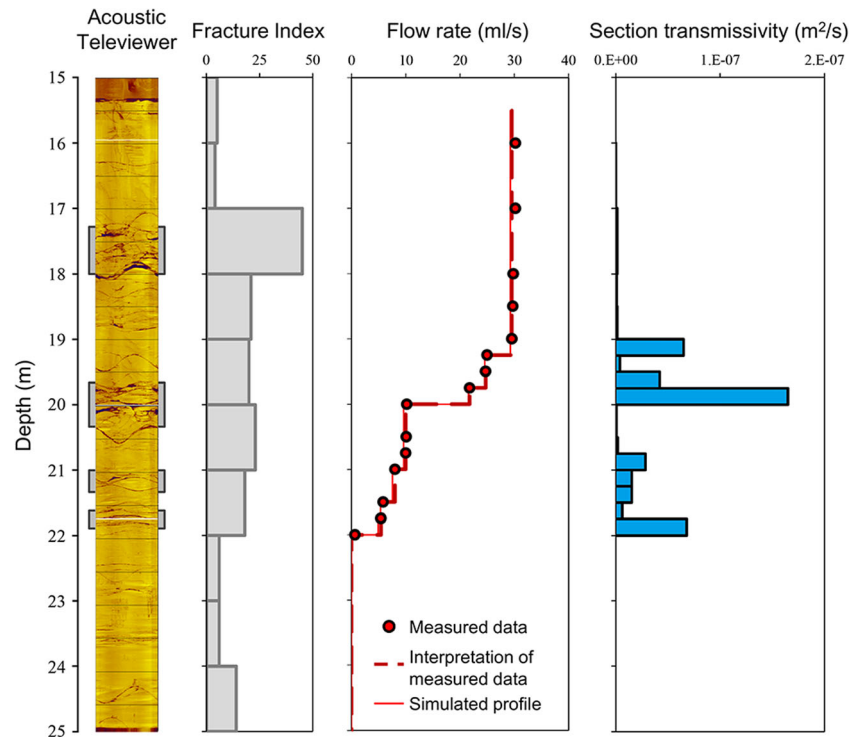 Acoustic
Televiewer
Fracture Index
Flow rate (ml/s)
Section transmissivity (m²/s)
0 25 50
0 10 20 30 40
0.E+00 1.E-07 2.E-07
Depth (m)
15
16
17
18
19
20
21
22
23
24
25
Measured data
Interpretation of
measured data
Simulated profile